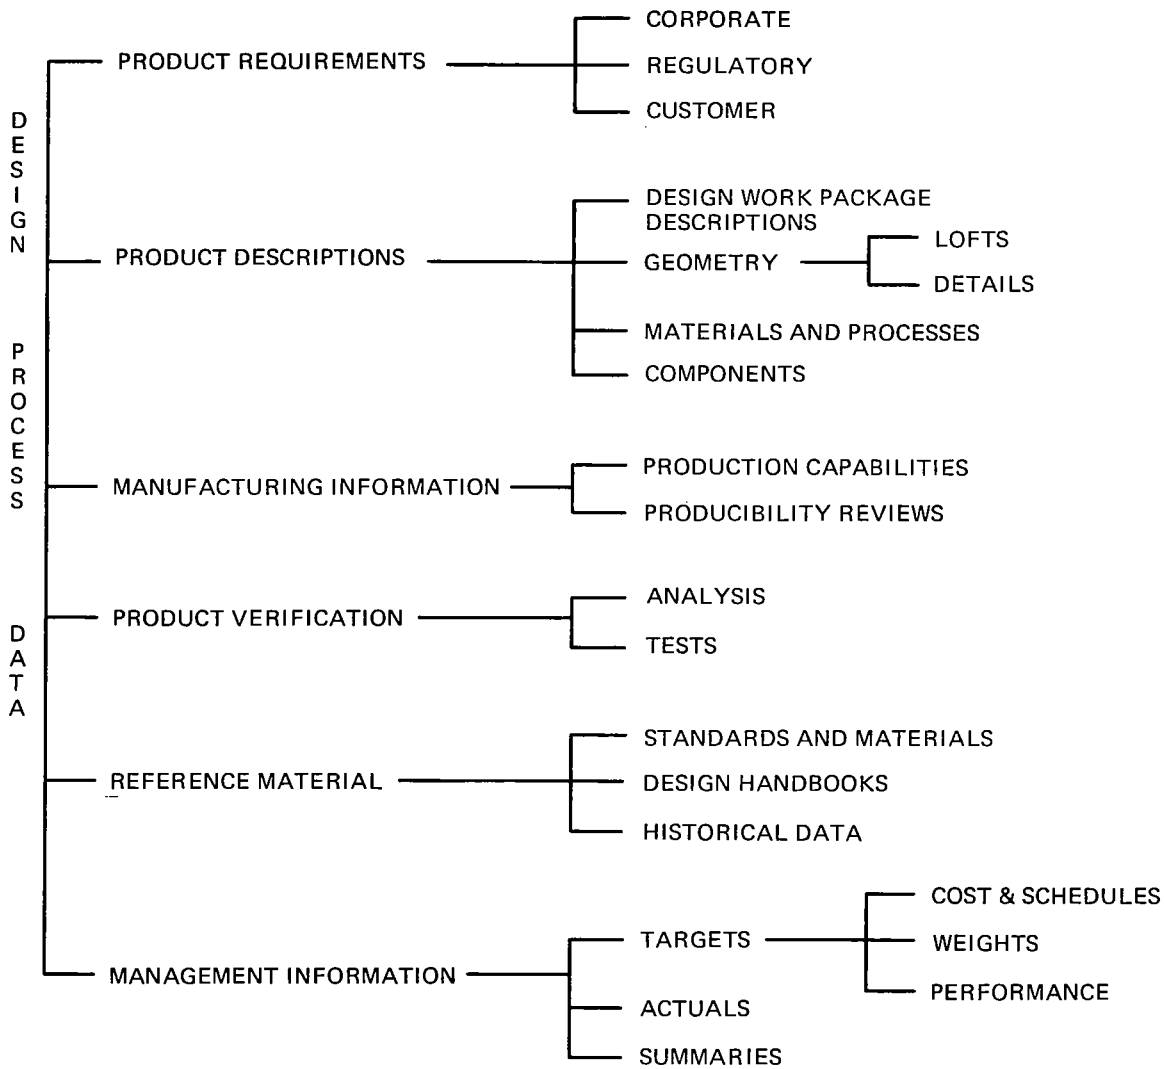 DESIGN PROCESS DATA
PRODUCT REQUIREMENTS
CORPORATE
REGULATORY
CUSTOMER
PRODUCT DESCRIPTIONS
DESIGN WORK PACKAGE
DESCRIPTIONS
GEOMETRY
LOFTS
DETAILS
MATERIALS AND PROCESSES
COMPONENTS
MANUFACTURING INFORMATION
PRODUCTION CAPABILITIES
PRODUCIBILITY REVIEWS
PRODUCT VERIFICATION
ANALYSIS
TESTS
REFERENCE MATERIAL
STANDARDS AND MATERIALS
DESIGN HANDBOOKS
HISTORICAL DATA
MANAGEMENT INFORMATION
TARGETS
COST & SCHEDULES
WEIGHTS
PERFORMANCE
ACTUALS
SUMMARIES